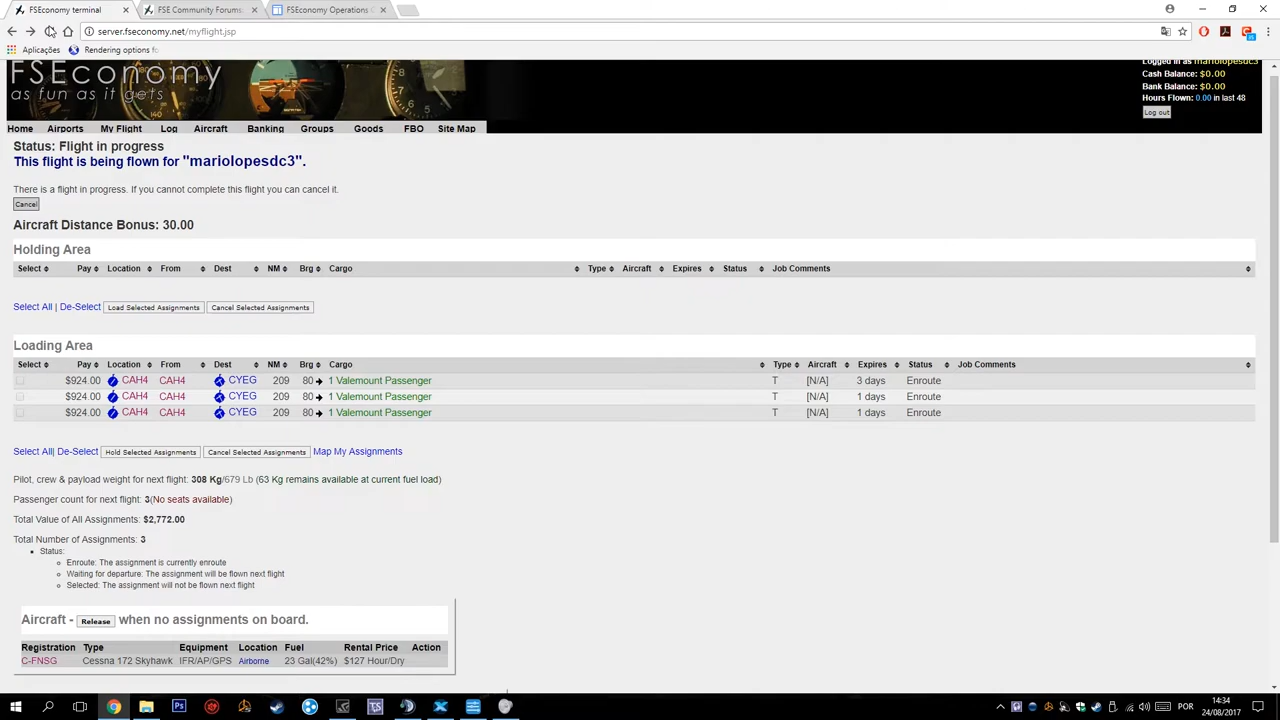 FSEconomy terminal
FSE Community Forums:
FSEconomy Operations G
server.fseconomy.net/myflight.jsp
Aplicações
Rendering options fo
FSEconomy
as fun as it gets
Logged in as mariolopesdc3
Cash Balance: $0.00
Bank Balance: $0.00
Hours Flown: 0.00 in last 48
Log out
Home Airports My Flight Log Aircraft Banking Groups Goods FBO Site Map
Status: Flight in progress
This flight is being flown for "mariolopesdc3".
There is a flight in progress. If you cannot complete this flight you can cancel it.
Cancel
Aircraft Distance Bonus: 30.00
Holding Area
Select Pay Location From Dest NM Brg Cargo Type Aircraft Expires Status Job Comments
Select All | De-Select Load Selected Assignments Cancel Selected Assignments
Loading Area
Select Pay Location From Dest NM Brg Cargo Type Aircraft Expires Status Job Comments
$924.00 CAH4 CAH4 CYEG 209 80 1 Valemount Passenger T [N/A] 3 days Enroute
$924.00 CAH4 CAH4 CYEG 209 80 1 Valemount Passenger T [N/A] 1 days Enroute
$924.00 CAH4 CAH4 CYEG 209 80 1 Valemount Passenger T [N/A] 1 days Enroute
Select All| De-Select Hold Selected Assignments Cancel Selected Assignments Map My Assignments
Pilot, crew & payload weight for next flight: 308 Kg/679 Lb (63 Kg remains available at current fuel load)
Passenger count for next flight: 3(No seats available)
Total Value of All Assignments: $2,772.00
Total Number of Assignments: 3
Status:
Enroute: The assignment is currently enroute
Waiting for departure: The assignment will be flown next flight
Selected: The assignment will not be flown next flight
Aircraft - Release when no assignments on board.
Registration Type Equipment Location Fuel Rental Price Action
C-FNSG Cessna 172 Skyhawk IFR/AP/GPS Airborne 23 Gal(42%) $127 Hour/Dry
POR
14:34
24/08/2017